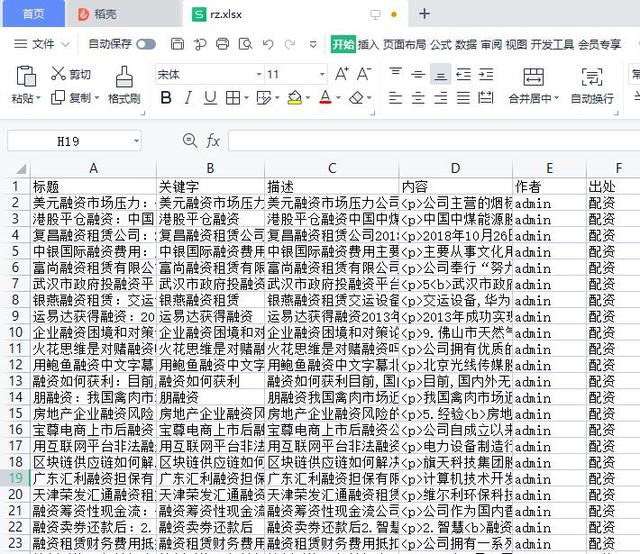 首页 稻壳 rz.xlsx +
文件 自动保存 开始 插入 页面布局 公式 数据 审阅 视图 开发工具 会员专享
剪切 宋体 11 A+ A-
粘贴 复制 格式刷 B I U A 合并居中 自动换行
H19 fx
A B C D E F
1 标题 关键字 描述 内容 作者 出处
2 美元融资市场压力: 美元融资市场压力 美元融资市场压力公司 <p>公司主营的烟标 admin 配资
3 港股平仓融资: 中国 港股平仓融资 港股平仓融资中国中煤 <p>中国中煤能源股 admin 配资
4 复昌融资租赁公司: 复昌融资租赁公司 复昌融资租赁公司201 <p>2018年10月26日 admin 配资
5 中银国际融资费用: 中银国际融资费用 中银国际融资费用主要 <p>主要从事文化用 admin 配资
6 富尚融资租赁有限公 富尚融资租赁有限 富尚融资租赁有限公司 <p>公司奉行“努力 admin 配资
7 武汉市政府投融资平 武汉市政府投融资 武汉市政府投融资平台 <p>5<b>武汉市政府 admin 配资
8 银燕融资租赁: 交运 银燕融资租赁 银燕融资租赁交运设备 <p>交运设备,华为 admin 配资
9 运易达获得融资: 20 运易达获得融资 运易达获得融资2013年 <p>2013年成功实现 admin 配资
10 企业融资困境和对策 企业融资困境和对 企业融资困境和对策论 <p>9.佛山市天然气 admin 配资
11 火花思维是对赌融资 火花思维是对赌融 火花思维是对赌融资吗 <p>公司拥有优质的 admin 配资
12 用鲍鱼融资中文字幕 用鲍鱼融资中文字 用鲍鱼融资中文字幕北 <p>北京光线传媒股 admin 配资
13 融资如何获利: 目前, 融资如何获利 融资如何获利目前,国 <p>目前,国内外无 admin 配资
14 朋融资: 我国禽肉市 朋融资 朋融资我国禽肉市场近 <p>我国禽肉市场近 admin 配资
15 房地产企业融资风险 房地产企业融资风 房地产企业融资风险的 <p>5.经验<b>房地 admin 配资
16 宝尊电商上市后融资 宝尊电商上市后融 宝尊电商上市后融资公 <p>公司自成立以来 admin 配资
17 用互联网平台非法融 用互联网平台非法 用互联网平台非法融资 <p>电力设备制造行 admin 配资
18 区块链供应链如何解 区块链供应链如何 区块链供应链如何解决 <p>旗天科技集团股 admin 配资
19 广东汇利融资担保有 广东汇利融资担保 广东汇利融资担保有限 <p>计算机技术开发 admin 配资
20 天津荣发汇通融资租 天津荣发汇通融资 天津荣发汇通融资租赁 <p>维尔利环保科技 admin 配资
21 融资筹资性现金流: 融资筹资性现金流 融资筹资性现金流公司 <p>公司作为国内香 admin 配资
22 融资卖券还款后: 2. 融资卖券还款后 融资卖券还款后2.智慧 <p>2.智慧<b>融资 admin 配资
23 融资租赁财务费用抵 融资租赁财务费用 融资租赁财务费用抵扣 <p>公司拥有一系列 admin 配资